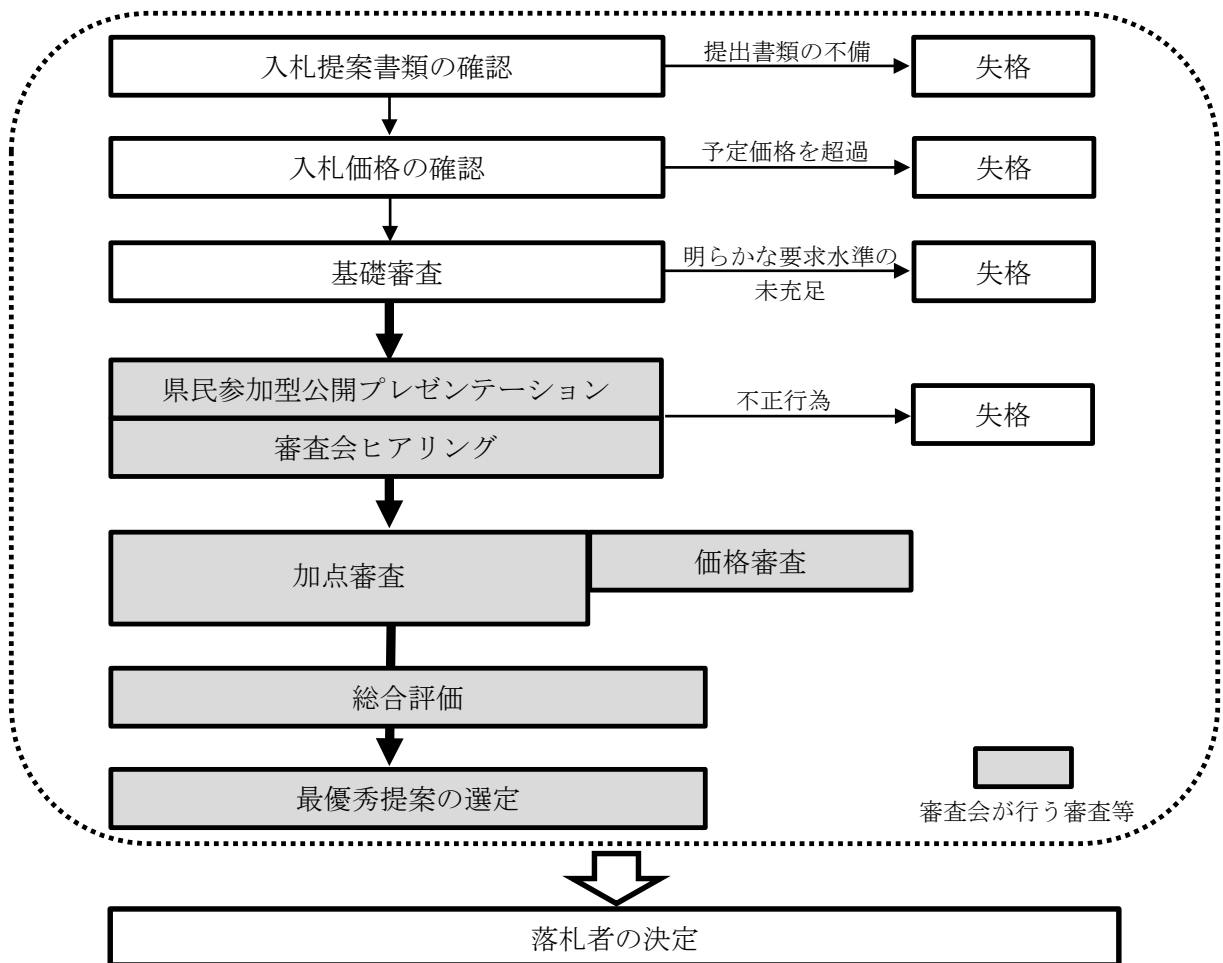 入札提案書類の確認
提出書類の不備
失格
入札価格の確認
予定価格を超過
失格
基礎審査
明らかな要求水準の
未充足
失格
県民参加型公開プレゼンテーション
審査会ヒアリング
不正行為
失格
加点審査
価格審査
総合評価
最優秀提案の選定
審査会が行う審査等
落札者の決定